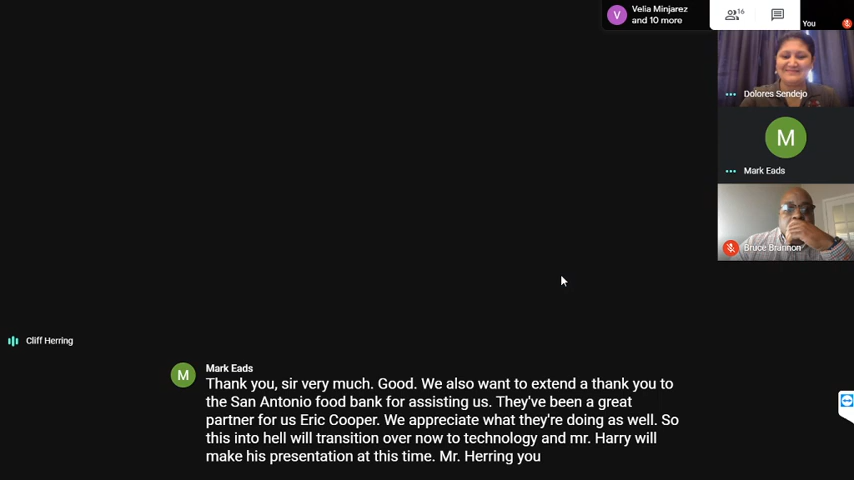 V
Velia Minjarez
and 10 more
16
You
Dolores Sendejo
M
Mark Eads
Bruce Brannon
Cliff Herring
M
Mark Eads
Thank you, sir very much. Good. We also want to extend a thank you to
the San Antonio food bank for assisting us. They've been a great
partner for us Eric Cooper. We appreciate what they're doing as well. So
this into hell will transition over now to technology and mr. Harry will
make his presentation at this time. Mr. Herring you